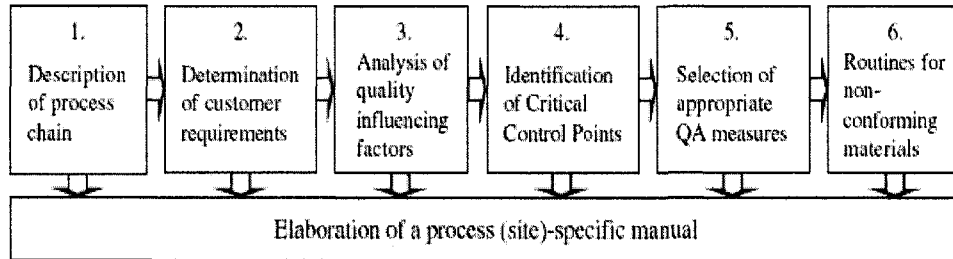 1.
Description
of process
chain
2.
Determination
of customer
requirements
3.
Analysis of
quality
influencing
factors
4.
Identification
of Critical
Control Points
5.
Selection of
appropriate
QA measures
6.
Routines for
non-
conforming
materials
Elaboration of a process (site)-specific manual